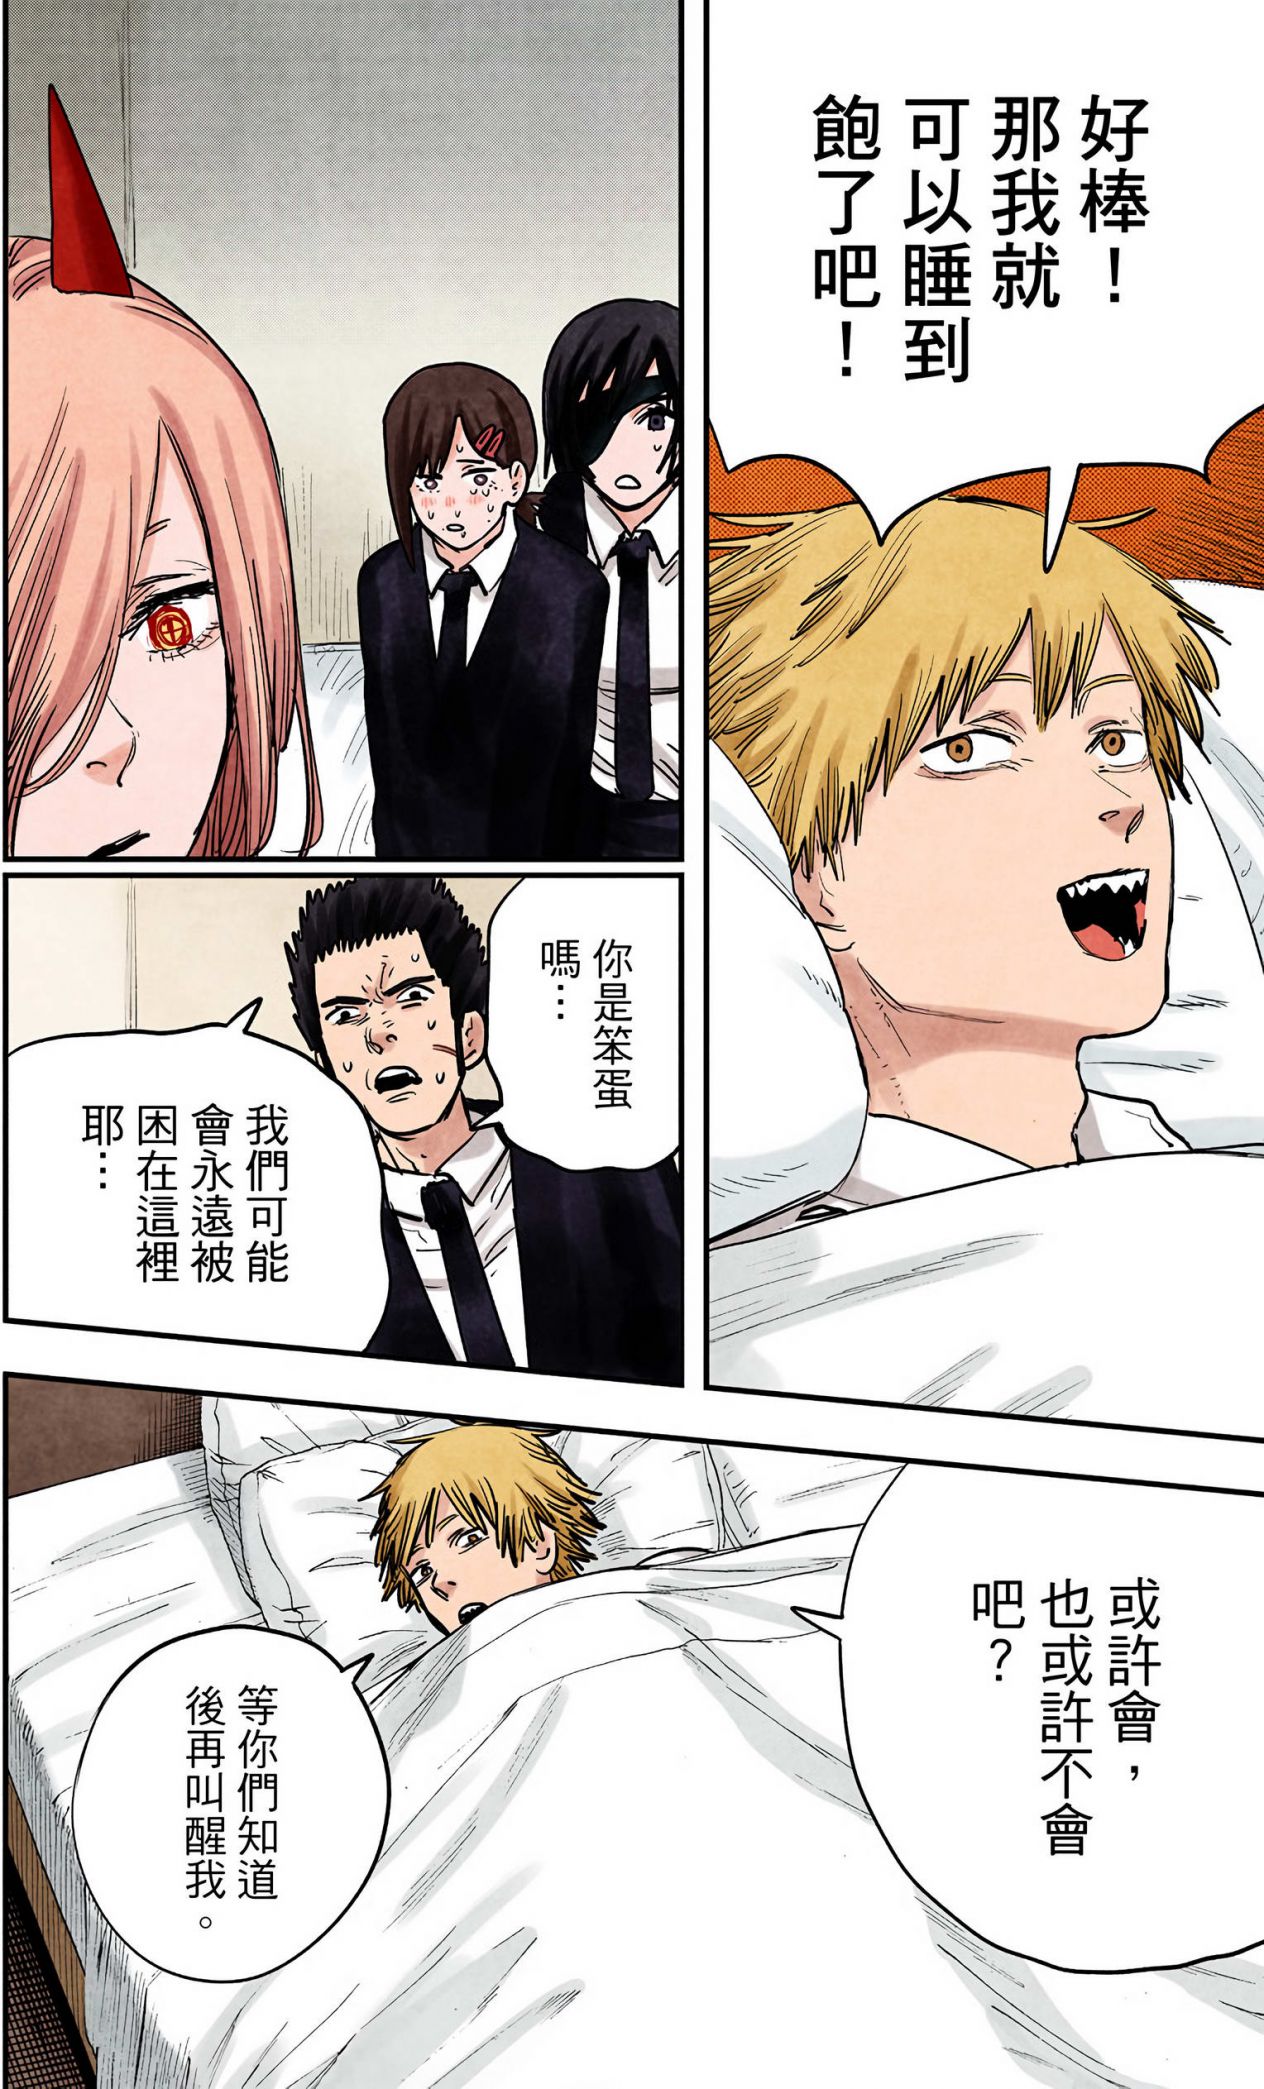 好棒！
那我就
可以睡到
飽了吧！
你是笨蛋
嗎…
我們可能
會永遠被
困在這裡
耶…
或許會，
也或許不會
吧？
等你們知道
後再叫醒我。